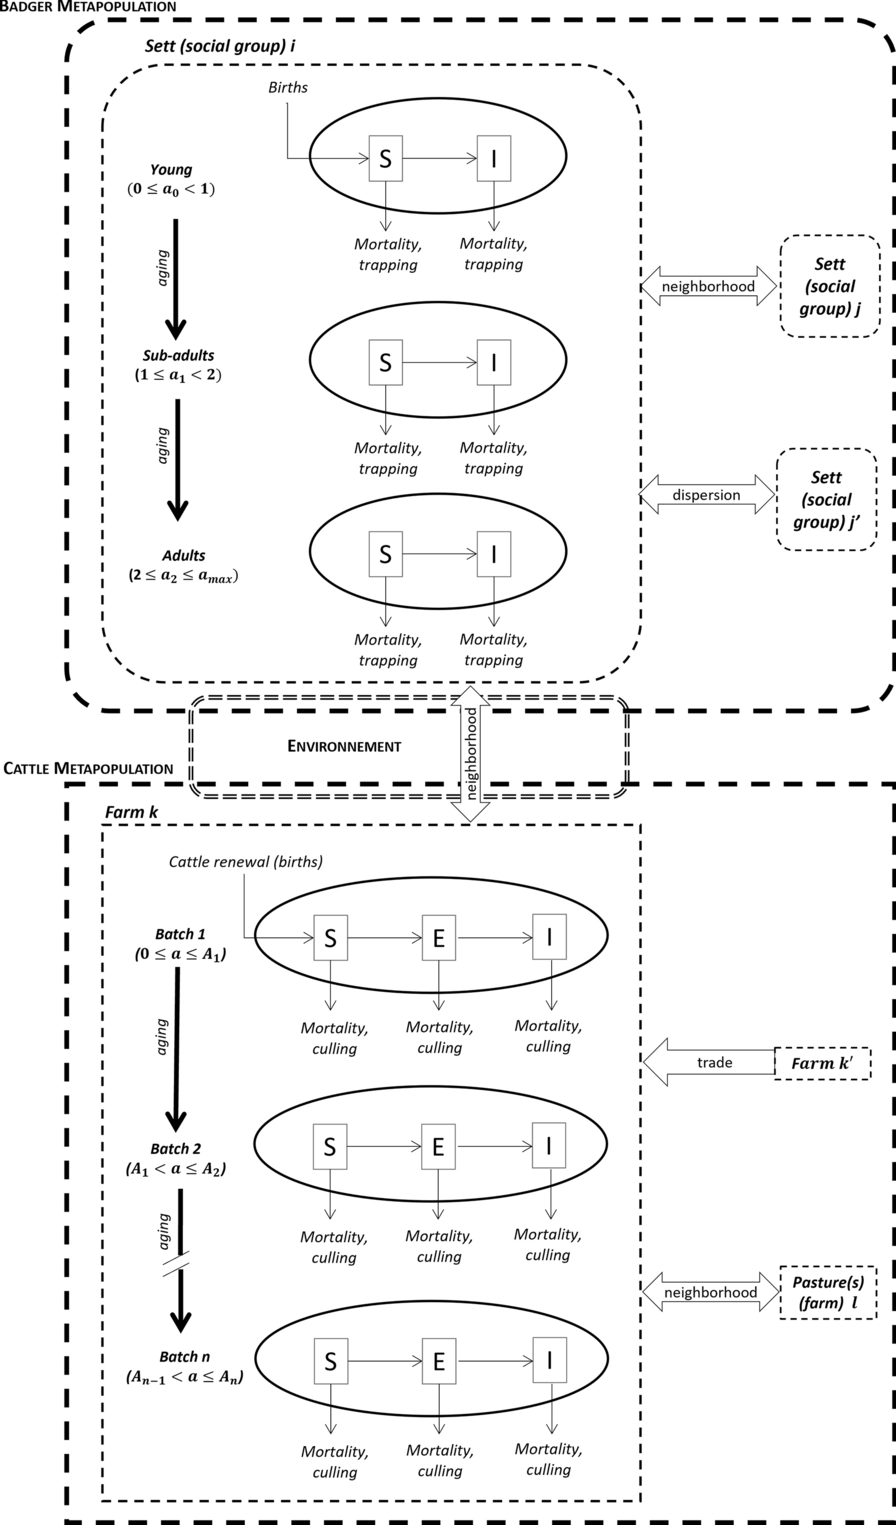 BADGER METAPOPULATION
Sett (social group) i
Births
S
I
Young
(0 ≤ a₀ < 1)
Mortality,
trapping
Mortality,
trapping
aging
neighborhood
Sett
(social
group) j
Sub-adults
(1 ≤ a₁ < 2)
S
I
Mortality,
trapping
Mortality,
trapping
aging
dispersion
Sett
(social
group) j’
Adults
(2 ≤ a₂ ≤ aₘₐₓ)
S
I
Mortality,
trapping
Mortality,
trapping
ENVIRONNEMENT
neighborhood
CATTLE METAPOPULATION
Farm k
Cattle renewal (births)
Batch 1
(0 ≤ a ≤ A₁)
S
E
I
Mortality,
culling
Mortality,
culling
Mortality,
culling
aging
trade
Farm k′
Batch 2
(A₁ < a ≤ A₂)
S
E
I
Mortality,
culling
Mortality,
culling
Mortality,
culling
aging
neighborhood
Pasture(s)
(farm) l
Batch n
(Aₙ₋₁ < a ≤ Aₙ)
S
E
I
Mortality,
culling
Mortality,
culling
Mortality,
culling